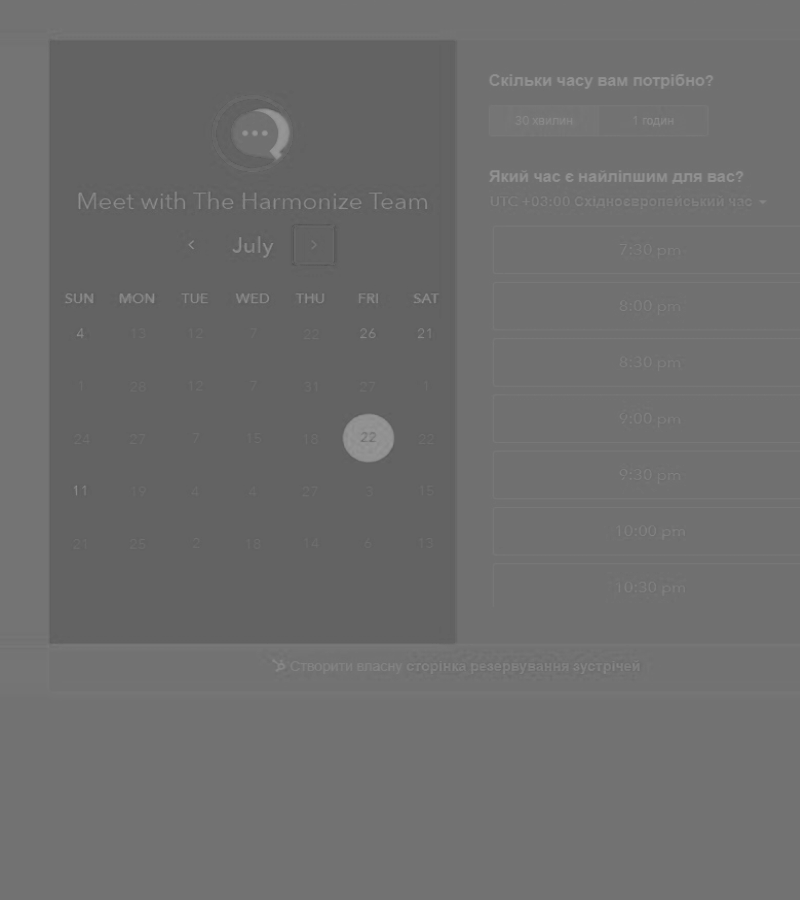 Meet with The Harmonize Team
July
SUN MON TUE WED THU FRI SAT
4 13 12 7 22 26 21
1 26 12 7 31 27 1
24 27 7 15 18 22 22
11 19 4 4 27 3 15
21 25 2 18 14 6 13
Скільки часу вам потрібно?
30 хвилин 1 годин
Який час є найліпшим для вас?
UTC +03:00 Східноєвропейський час
7:30 pm
8:00 pm
8:30 pm
9:00 pm
9:30 pm
10:00 pm
10:30 pm
Створити власну сторінка резервування зустрічей